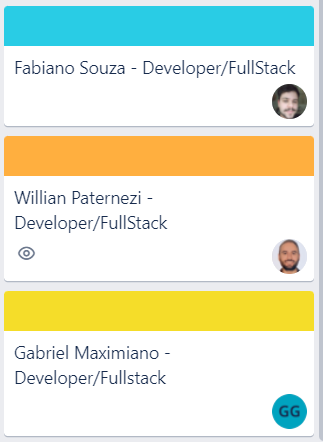 Fabiano Souza - Developer/FullStack
Willian Paternezi -
Developer/FullStack
Gabriel Maximiano -
Developer/Fullstack
GG